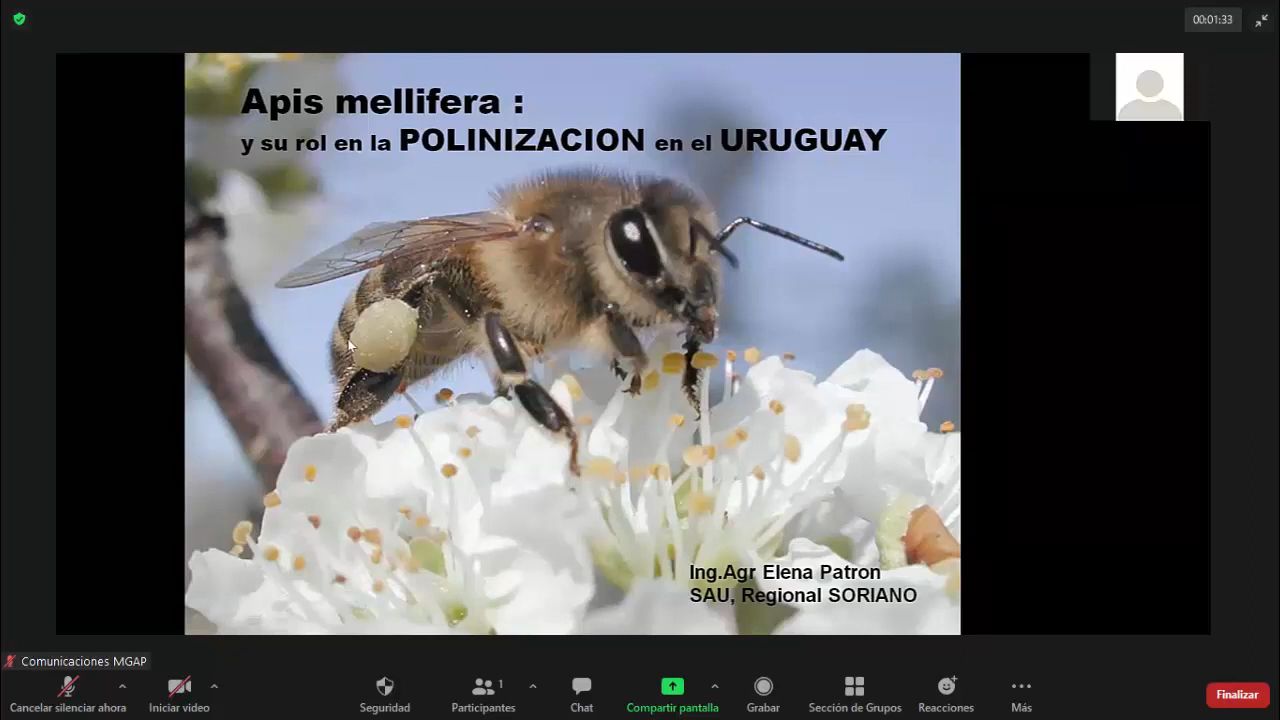 00:01:33
Apis mellifera :
y su rol en la POLINIZACION en el URUGUAY
Ing.Agr Elena Patron
SAU, Regional SORIANO
Comunicaciones MGAP
Cancelar silenciar ahora
Iniciar video
Seguridad
1
Participantes
Chat
Compartir pantalla
Grabar
Sección de Grupos
Reacciones
Más
Finalizar